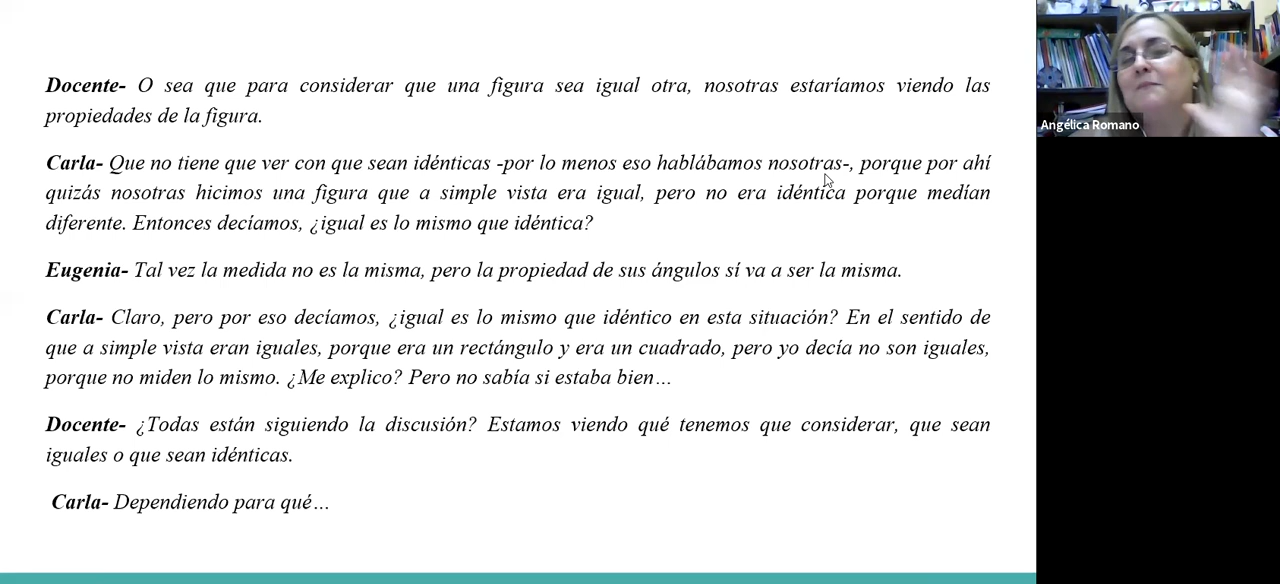 Docente- O sea que para considerar que una figura sea igual otra, nosotras estaríamos viendo las
propiedades de la figura.
Carla- Que no tiene que ver con que sean idénticas -por lo menos eso hablábamos nosotras-, porque por ahí
quizás nosotras hicimos una figura que a simple vista era igual, pero no era idéntica porque medían
diferente. Entonces decíamos, ¿igual es lo mismo que idéntica?
Eugenia- Tal vez la medida no es la misma, pero la propiedad de sus ángulos sí va a ser la misma.
Carla- Claro, pero por eso decíamos, ¿igual es lo mismo que idéntico en esta situación? En el sentido de
que a simple vista eran iguales, porque era un rectángulo y era un cuadrado, pero yo decía no son iguales,
porque no miden lo mismo. ¿Me explico? Pero no sabía si estaba bien…
Docente- ¿Todas están siguiendo la discusión? Estamos viendo qué tenemos que considerar, que sean
iguales o que sean idénticas.
Carla- Dependiendo para qué…
Angélica Romano